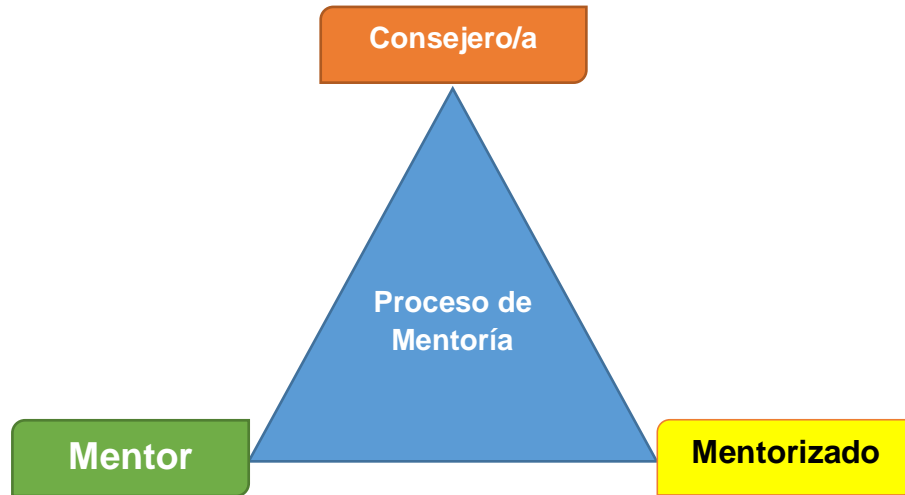 Consejero/a
Proceso de
Mentoría
Mentor
Mentorizado